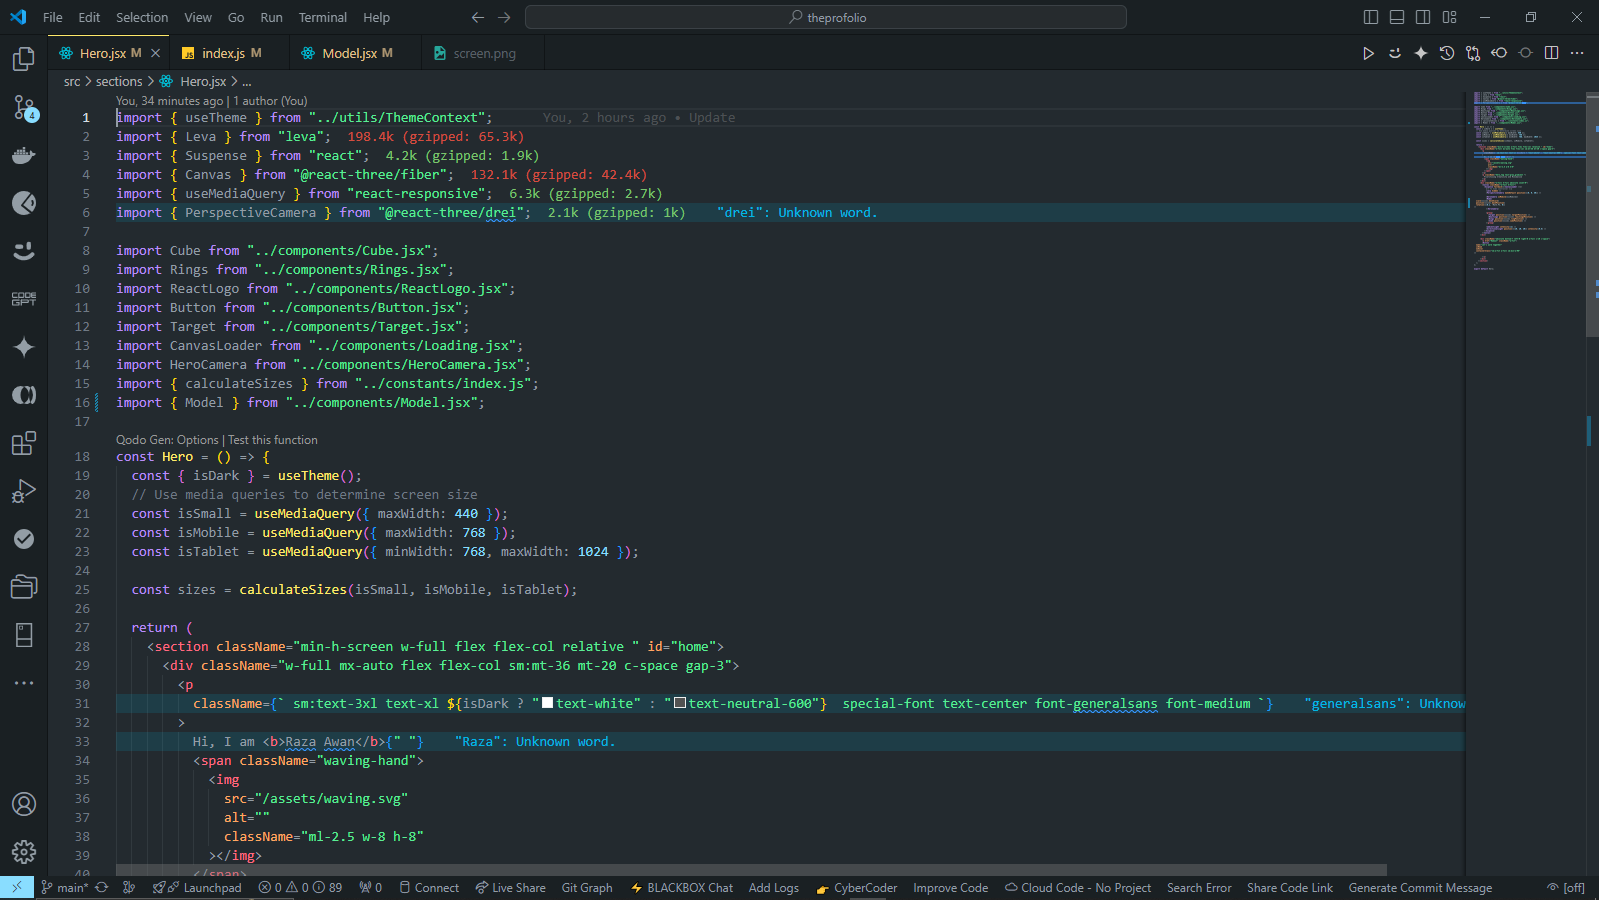 File Edit Selection View Go Run Terminal Help
theprofolio
Hero.jsx M
JS index.js M
Model.jsx M
screen.png
src > sections > Hero.jsx > ...
You, 34 minutes ago | 1 author (You)
1 import { useTheme } from "../utils/ThemeContext"; You, 2 hours ago • Update
2 import { Leva } from "leva"; 198.4k (gzipped: 65.3k)
3 import { Suspense } from "react"; 4.2k (gzipped: 1.9k)
4 import { Canvas } from "@react-three/fiber"; 132.1k (gzipped: 42.4k)
5 import { useMediaQuery } from "react-responsive"; 6.3k (gzipped: 2.7k)
6 import { PerspectiveCamera } from "@react-three/drei"; 2.1k (gzipped: 1k) "drei": Unknown word.
7
8 import Cube from "../components/Cube.jsx";
9 import Rings from "../components/Rings.jsx";
10 import ReactLogo from "../components/ReactLogo.jsx";
11 import Button from "../components/Button.jsx";
12 import Target from "../components/Target.jsx";
13 import CanvasLoader from "../components/Loading.jsx";
14 import HeroCamera from "../components/HeroCamera.jsx";
15 import { calculateSizes } from "../constants/index.js";
16 import { Model } from "../components/Model.jsx";
17
Qodo Gen: Options | Test this function
18 const Hero = () => {
19 const { isDark } = useTheme();
20 // Use media queries to determine screen size
21 const isSmall = useMediaQuery({ maxWidth: 440 });
22 const isMobile = useMediaQuery({ maxWidth: 768 });
23 const isTablet = useMediaQuery({ minWidth: 768, maxWidth: 1024 });
24
25 const sizes = calculateSizes(isSmall, isMobile, isTablet);
26
27 return (
28 <section className="min-h-screen w-full flex flex-col relative " id="home">
29 <div className="w-full mx-auto flex flex-col sm:mt-36 mt-20 c-space gap-3">
30 <p
31 className={` sm:text-3xl text-xl ${isDark ? "text-white" : "text-neutral-600"} special-font text-center font-generalsans font-medium `} "generalsans": Unknow
32 >
33 Hi, I am <b>Raza Awan</b>{" "} "Raza": Unknown word.
34 <span className="waving-hand">
35 <img
36 src="/assets/waving.svg"
37 alt=""
38 className="ml-2.5 w-8 h-8"
39 ></img>
40 </span>
4
CODE GPT
main* Launchpad 0 0 89 0 Connect Live Share Git Graph BLACKBOX Chat Add Logs CyberCoder Improve Code Cloud Code - No Project Search Error Share Code Link Generate Commit Message [off]